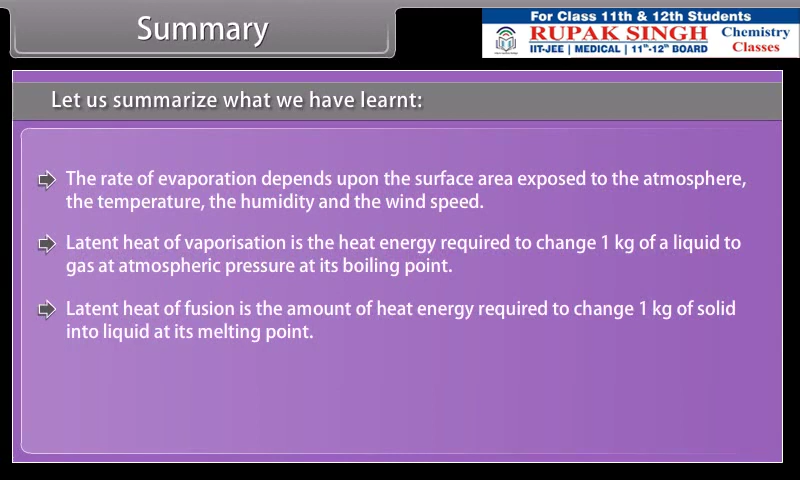 Summary
For Class 11th & 12th Students
RUPAK SINGH
IIT-JEE | MEDICAL | 11th-12th BOARD
Chemistry
Classes
Let us summarize what we have learnt:
The rate of evaporation depends upon the surface area exposed to the atmosphere,
the temperature, the humidity and the wind speed.
Latent heat of vaporisation is the heat energy required to change 1 kg of a liquid to
gas at atmospheric pressure at its boiling point.
Latent heat of fusion is the amount of heat energy required to change 1 kg of solid
into liquid at its melting point.